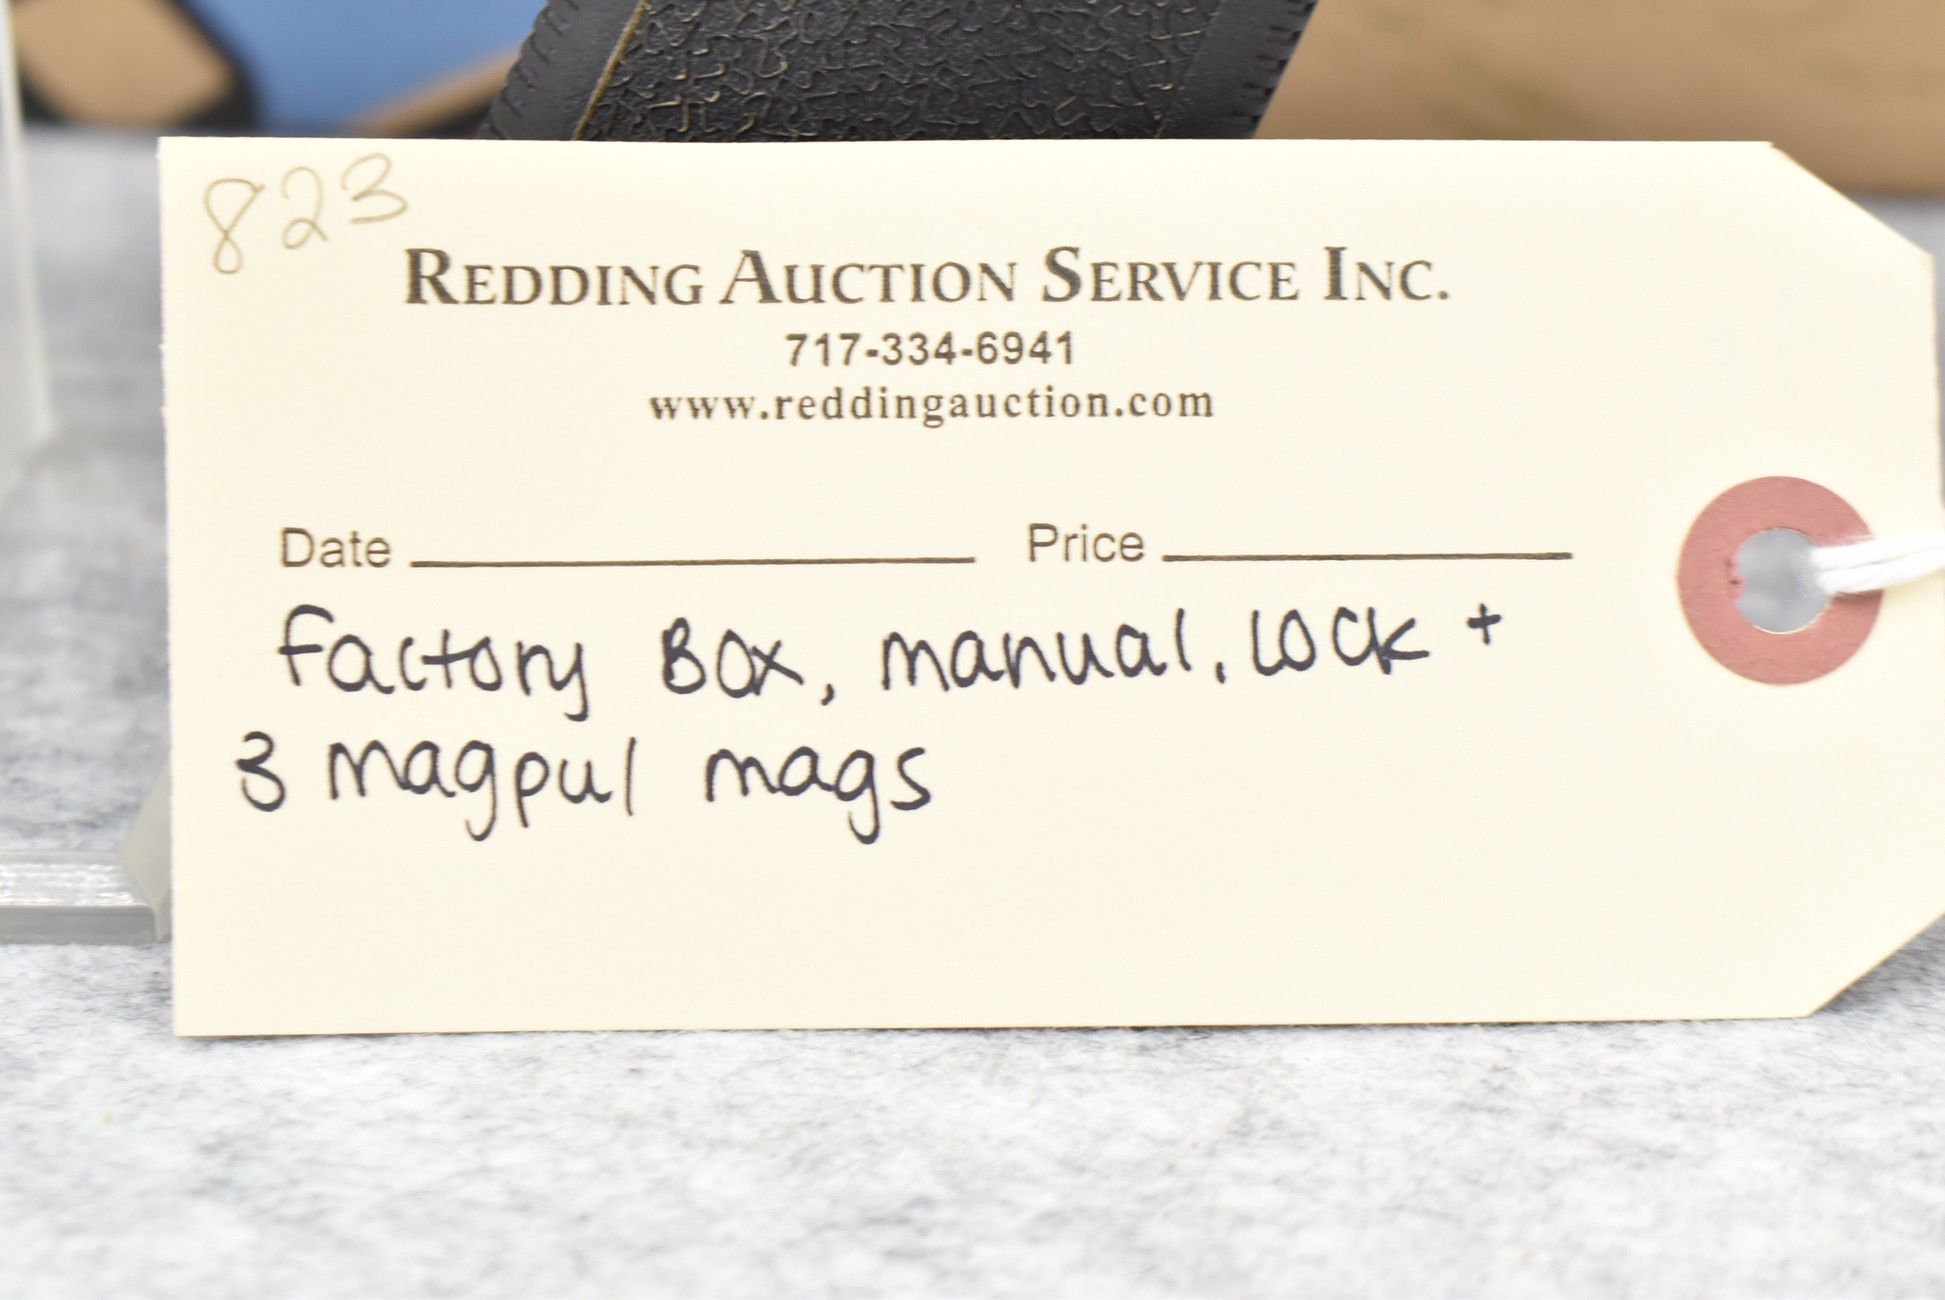 823
REDDING AUCTION SERVICE INC.
717-334-6941
www.reddingauction.com
Date Price
Factory Box, manual, Lock +
3 magpul mags